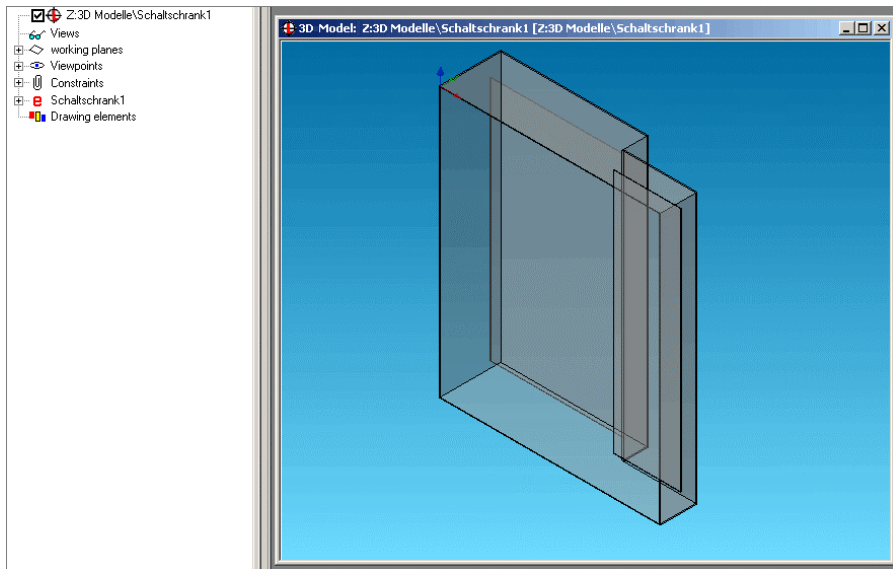 Z:3D Modelle\Schaltschrank1
Views
working planes
Viewpoints
Constraints
Schaltschrank1
Drawing elements
3D Model: Z:3D Modelle\Schaltschrank1 [Z:3D Modelle\Schaltschrank1]